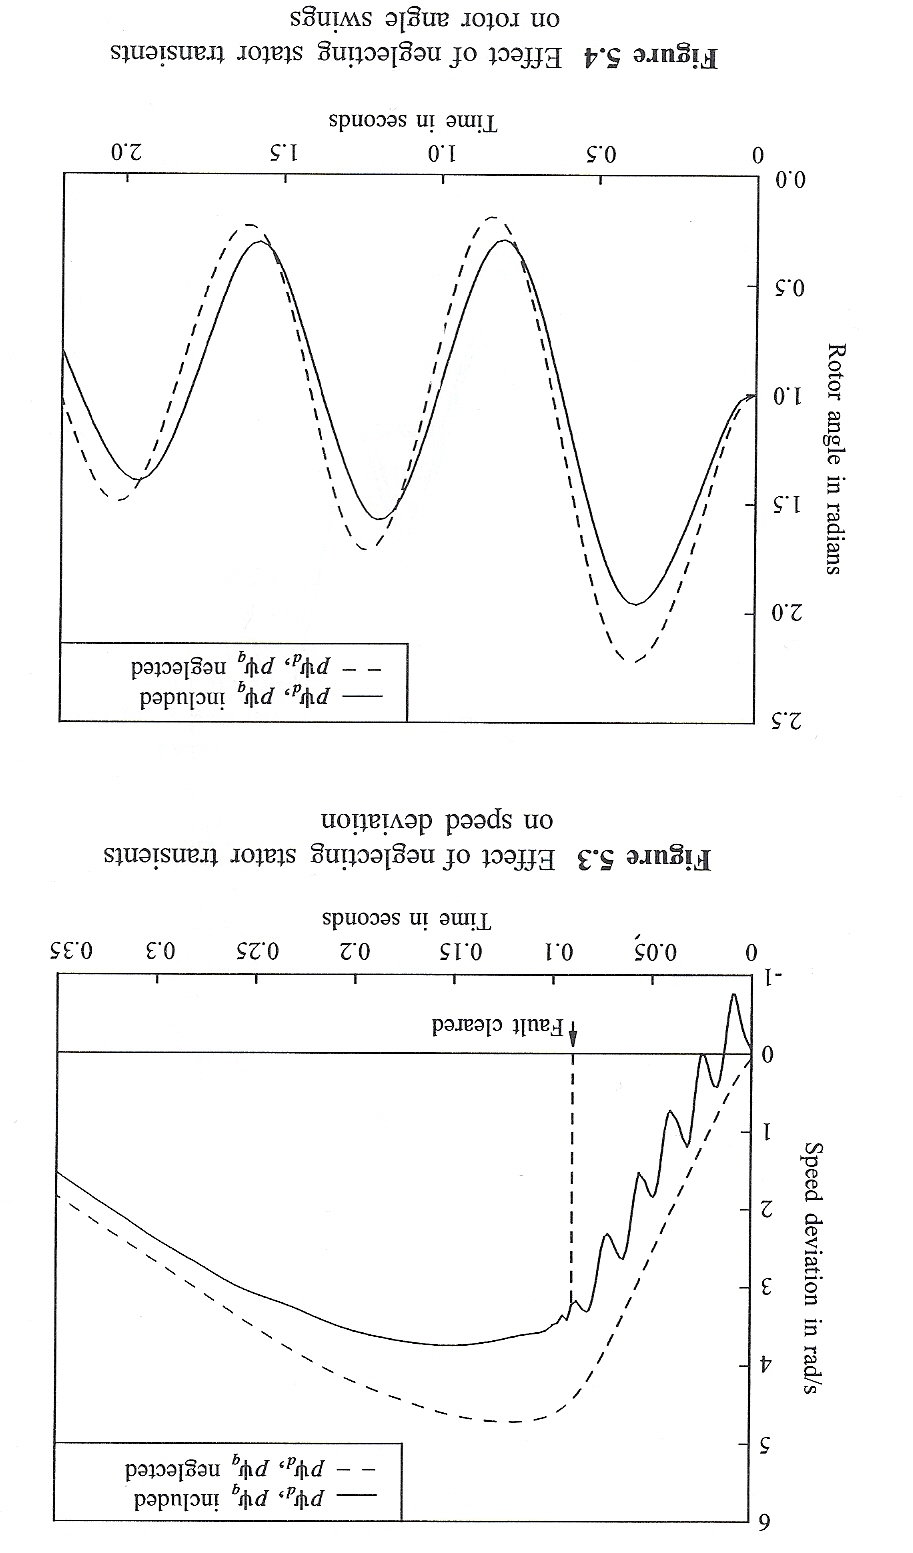 6
5
4
3
2
1
0
-1
Speed deviation in rad/s
pψd, pψq included
pψd, pψq neglected
Fault cleared
0 0.05 0.1 0.15 0.2 0.25 0.3 0.35
Time in seconds
Figure 5.3 Effect of neglecting stator transients
on speed deviation
2.5
2.0
1.5
1.0
0.5
0.0
Rotor angle in radians
pψd, pψq included
pψd, pψq neglected
0 0.5 1.0 1.5 2.0
Time in seconds
Figure 5.4 Effect of neglecting stator transients
on rotor angle swings